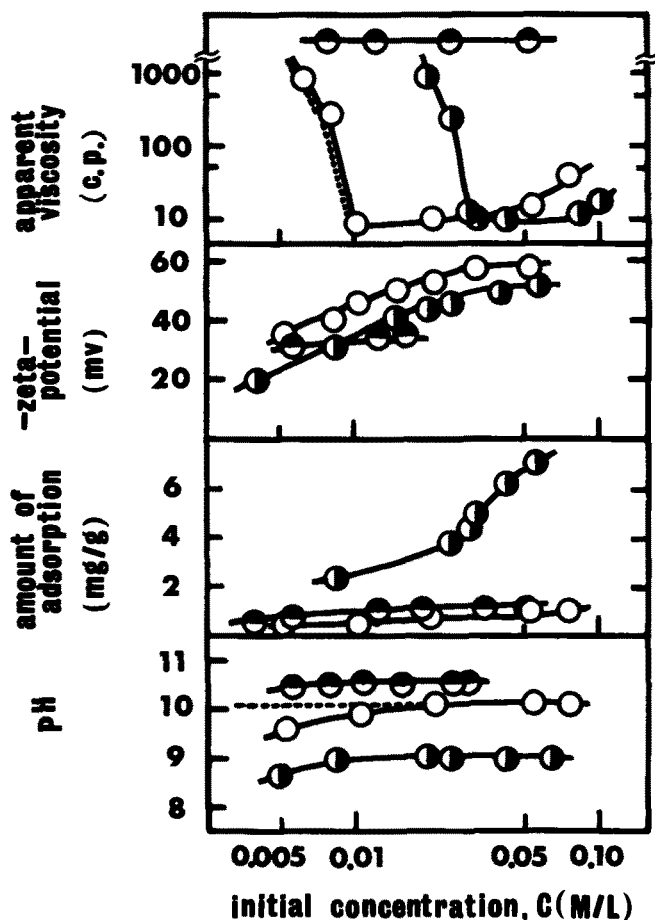 apparent
viscosity
(c.p.)
1000
100
10
-zeta-
potential
(mv)
60
40
20
amount of
adsorption
(mg/g)
6
4
2
pH
11
10
9
8
0.005 0.01 0.05 0.10
initial concentration, C(M/L)